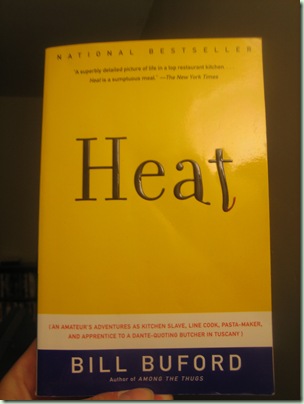 NATIONAL BESTSELLER
"A superbly detailed picture of life in a top restaurant kitchen . . .
Heat is a sumptuous meal." —The New York Times
Heat
(AN AMATEUR'S ADVENTURES AS KITCHEN SLAVE, LINE COOK, PASTA-MAKER,
AND APPRENTICE TO A DANTE-QUOTING BUTCHER IN TUSCANY)
BILL BUFORD
Author of AMONG THE THUGS